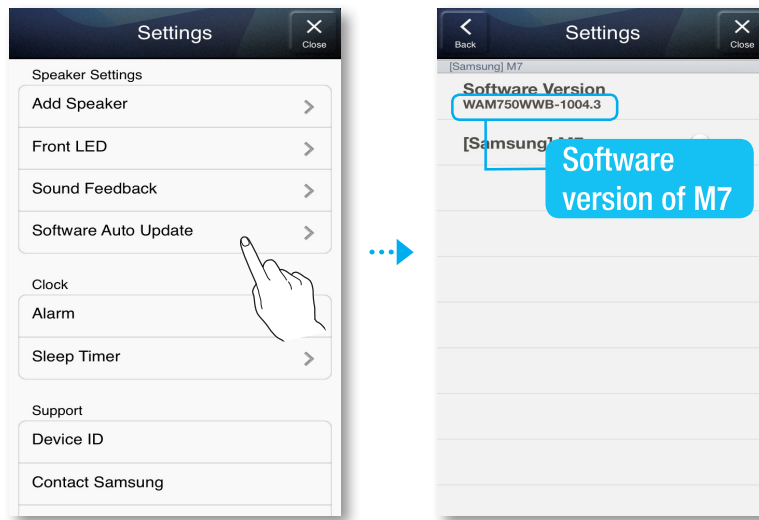 Settings
Close
Speaker Settings
Add Speaker
Front LED
Sound Feedback
Software Auto Update
Clock
Alarm
Sleep Timer
Support
Device ID
Contact Samsung
Back
Settings
Close
[Samsung] M7
Software Version
WAM750WWB-1004.3
[Samsung]
Software
version of M7